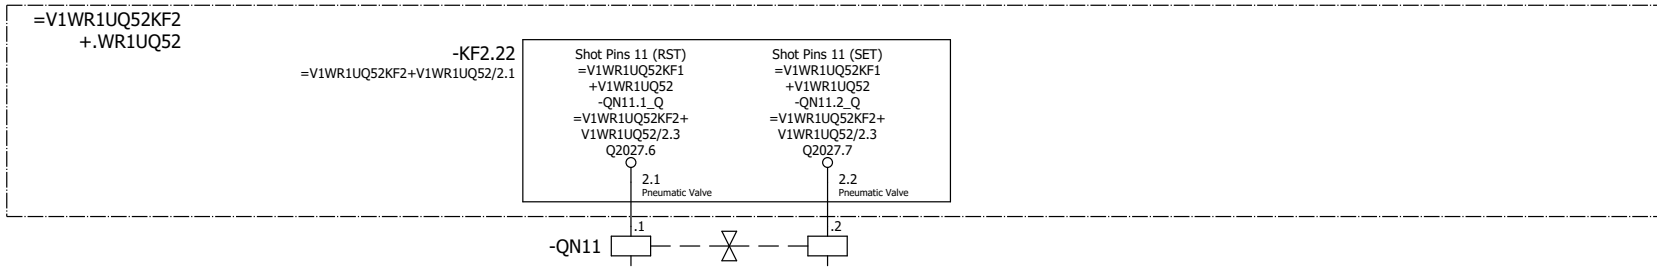 =V1WR1UQ52KF2
+.WR1UQ52
-KF2.22
=V1WR1UQ52KF2+V1WR1UQ52/2.1
Shot Pins 11 (RST)
=V1WR1UQ52KF1
+V1WR1UQ52
-QN11.1_Q
=V1WR1UQ52KF2+
V1WR1UQ52/2.3
Q2027.6
2.1
Pneumatic Valve
Shot Pins 11 (SET)
=V1WR1UQ52KF1
+V1WR1UQ52
-QN11.2_Q
=V1WR1UQ52KF2+
V1WR1UQ52/2.3
Q2027.7
2.2
Pneumatic Valve
-QN11
.1
.2